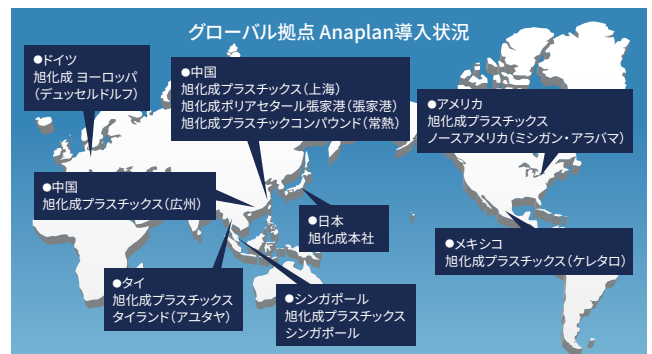 グローバル拠点 Anaplan導入状況
●ドイツ
旭化成 ヨーロッパ
（デュッセルドルフ）
●中国
旭化成プラスチックス（上海）
旭化成ポリアセタール張家港（張家港）
旭化成プラスチックコンパウンド（常熟）
●アメリカ
旭化成プラスチックス
ノースアメリカ（ミシガン・アラバマ）
●中国
旭化成プラスチックス（広州）
●日本
旭化成本社
●メキシコ
旭化成プラスチックス（ケレタロ）
●タイ
旭化成プラスチックス
タイランド（アユタヤ）
●シンガポール
旭化成プラスチックス
シンガポール